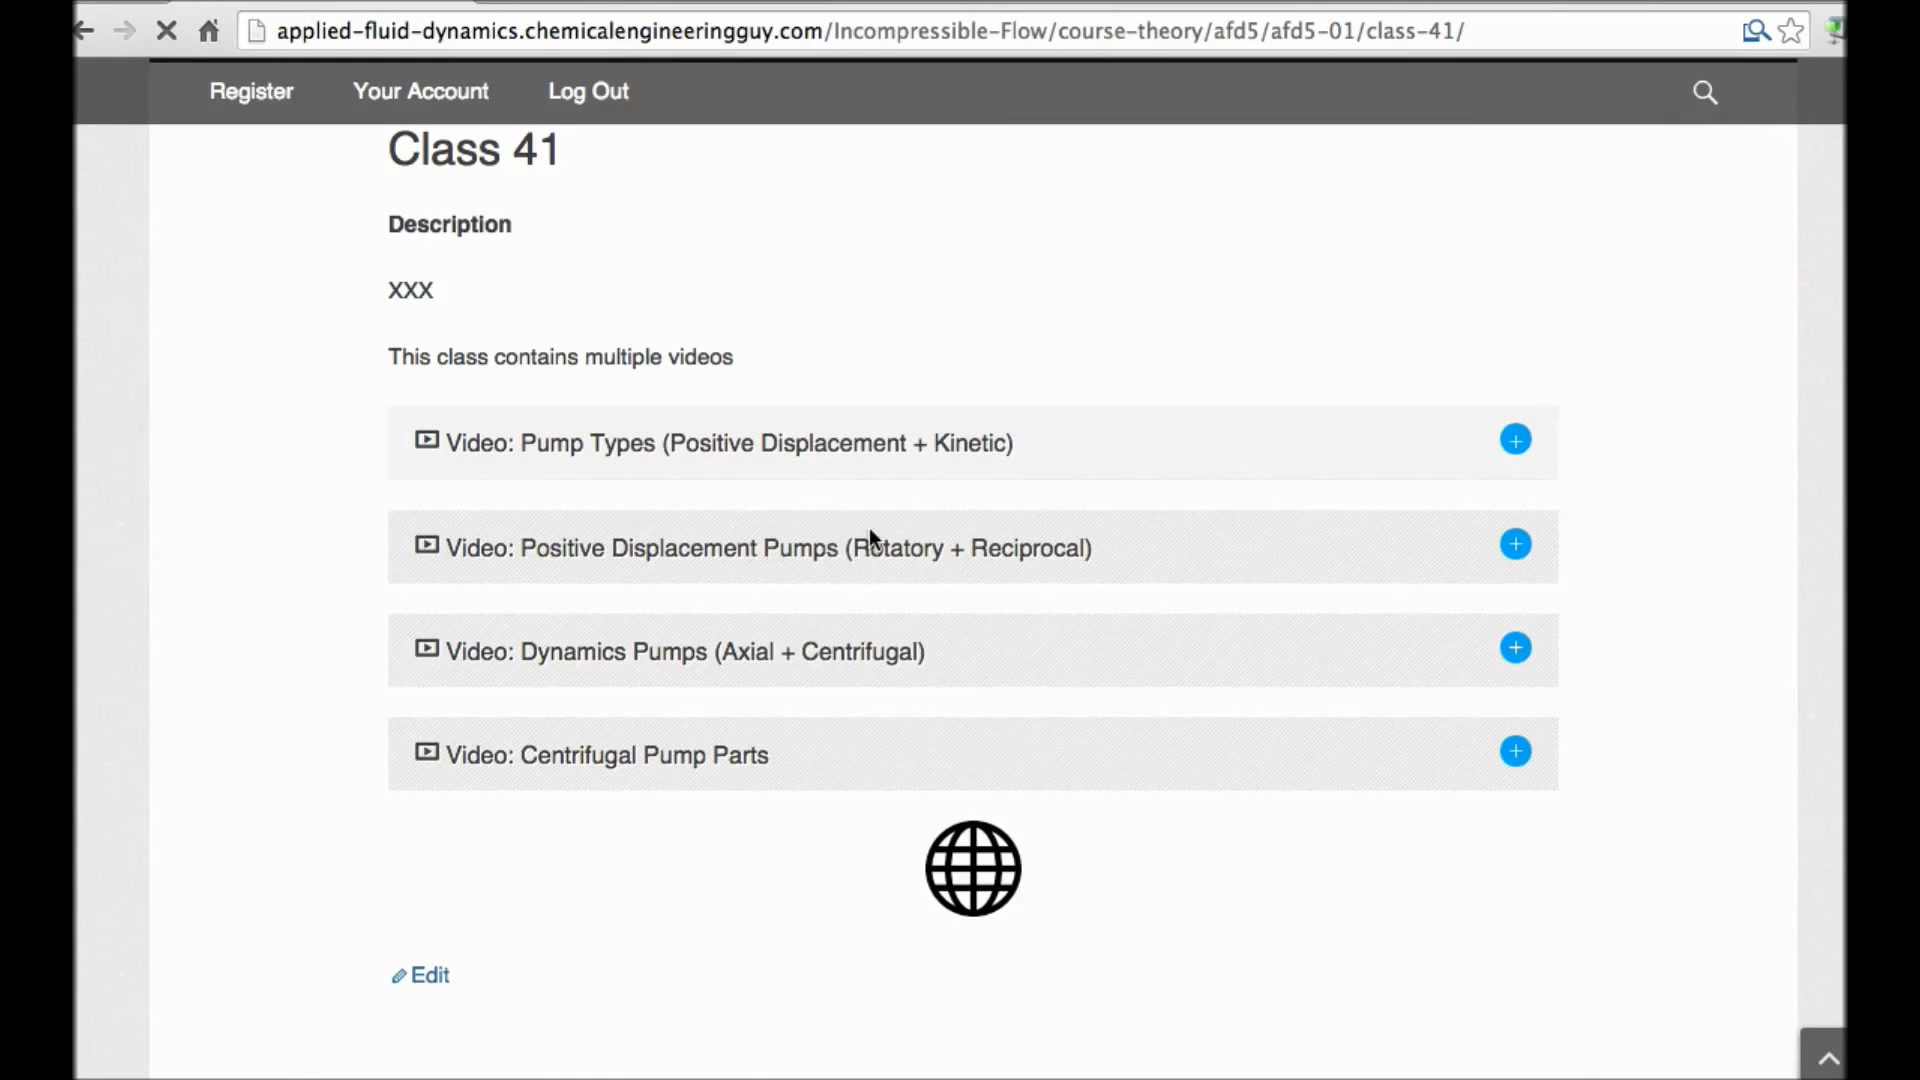 applied-fluid-dynamics.chemicalengineeringguy.com/Incompressible-Flow/course-theory/afd5/afd5-01/class-41/
Register Your Account Log Out
Class 41
Description
XXX
This class contains multiple videos
Video: Pump Types (Positive Displacement + Kinetic)
Video: Positive Displacement Pumps (Rotatory + Reciprocal)
Video: Dynamics Pumps (Axial + Centrifugal)
Video: Centrifugal Pump Parts
Edit